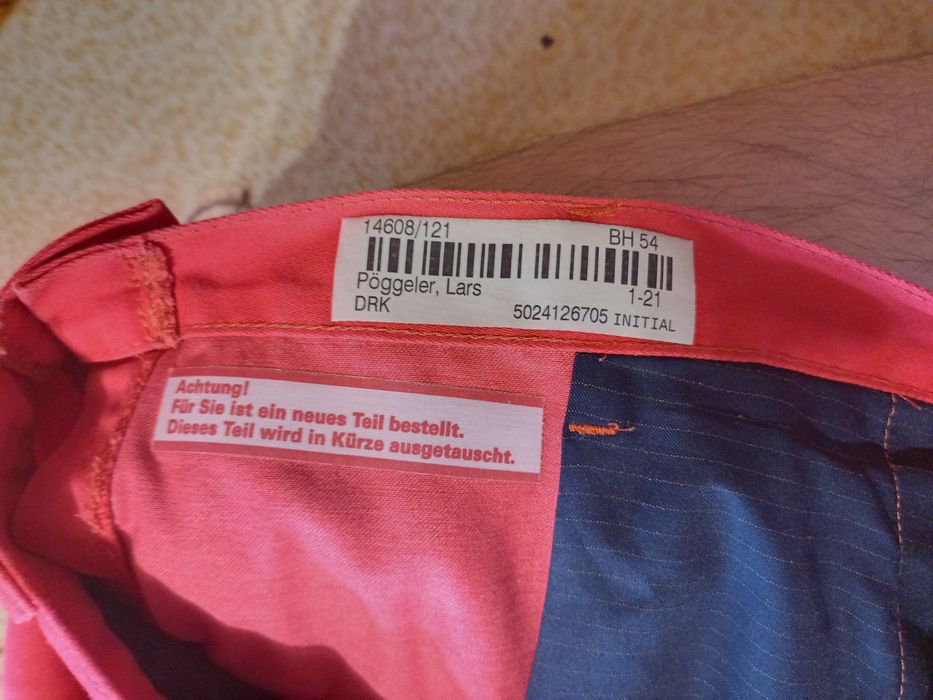 14608/121 BH 54
Pöggeler, Lars 1-21
DRK 5024126705 INITIAL
Achtung!
Für Sie ist ein neues Teil bestellt.
Dieses Teil wird in Kürze ausgetauscht.